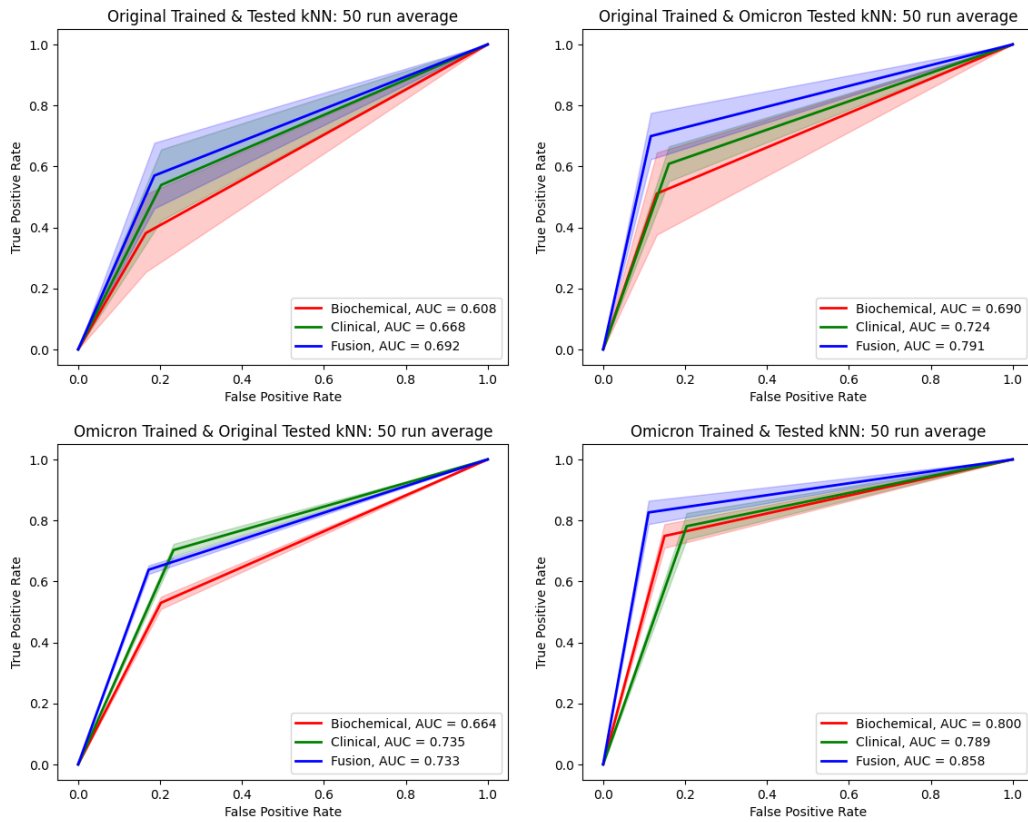 Original Trained & Tested kNN: 50 run average
1.0
0.8
0.6
0.4
0.2
0.0
True Positive Rate
Biochemical, AUC = 0.608
Clinical, AUC = 0.668
Fusion, AUC = 0.692
0.0 0.2 0.4 0.6 0.8 1.0
False Positive Rate
Original Trained & Omicron Tested kNN: 50 run average
1.0
0.8
0.6
0.4
0.2
0.0
True Positive Rate
Biochemical, AUC = 0.690
Clinical, AUC = 0.724
Fusion, AUC = 0.791
0.0 0.2 0.4 0.6 0.8 1.0
False Positive Rate
Omicron Trained & Original Tested kNN: 50 run average
1.0
0.8
0.6
0.4
0.2
0.0
True Positive Rate
Biochemical, AUC = 0.664
Clinical, AUC = 0.735
Fusion, AUC = 0.733
0.0 0.2 0.4 0.6 0.8 1.0
False Positive Rate
Omicron Trained & Tested kNN: 50 run average
1.0
0.8
0.6
0.4
0.2
0.0
True Positive Rate
Biochemical, AUC = 0.800
Clinical, AUC = 0.789
Fusion, AUC = 0.858
0.0 0.2 0.4 0.6 0.8 1.0
False Positive Rate